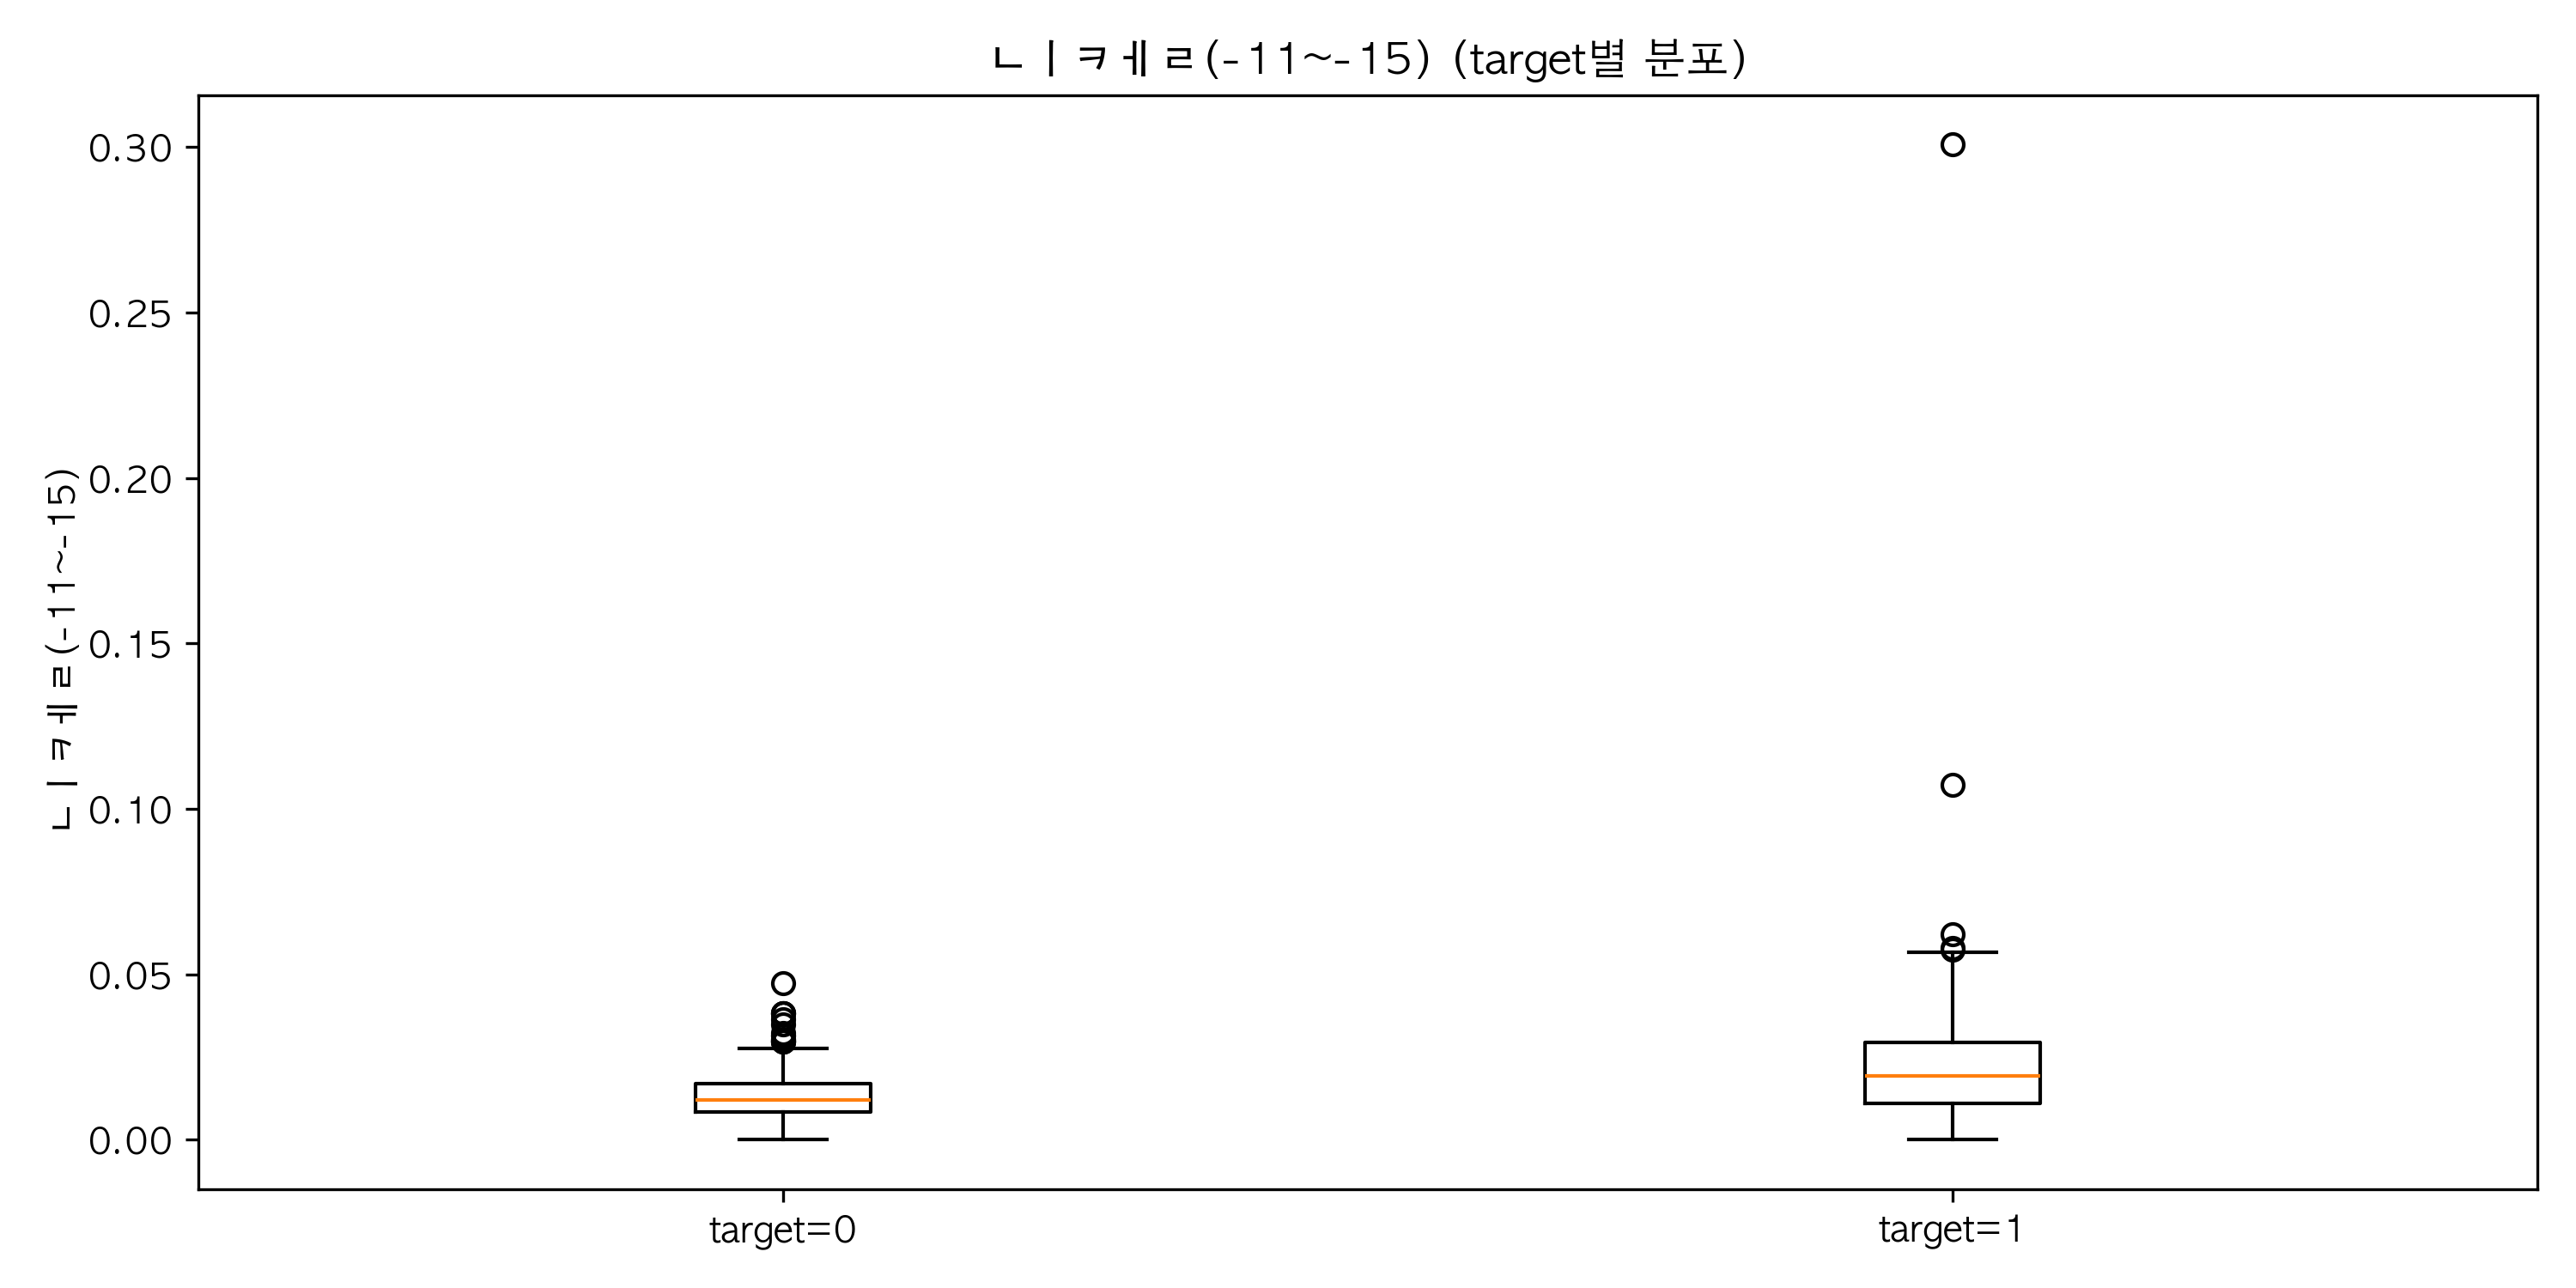 ㄴㅣㅋㅔㄹ(-11~-15) (target별 분포)
ㄴㅣㅋㅔㄹ(-11~-15)
0.30
0.25
0.20
0.15
0.10
0.05
0.00
target=0
target=1